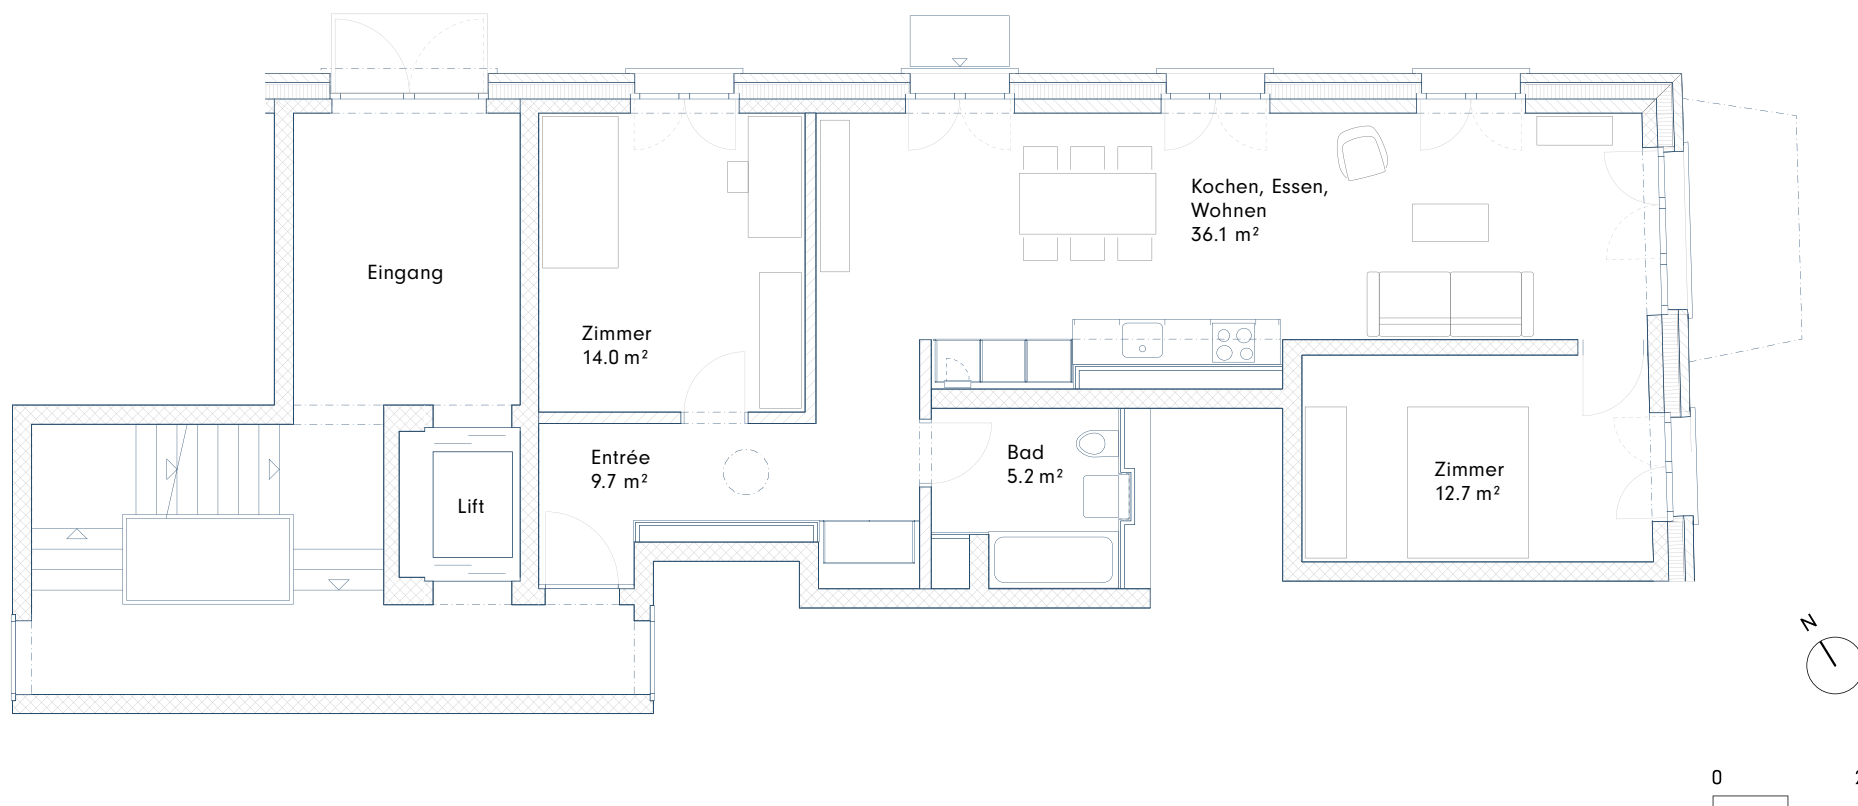 Kochen, Essen,
Wohnen
36.1 m²
Eingang
Zimmer
14.0 m²
Entrée
9.7 m²
Bad
5.2 m²
Zimmer
12.7 m²
Lift
N
0
2